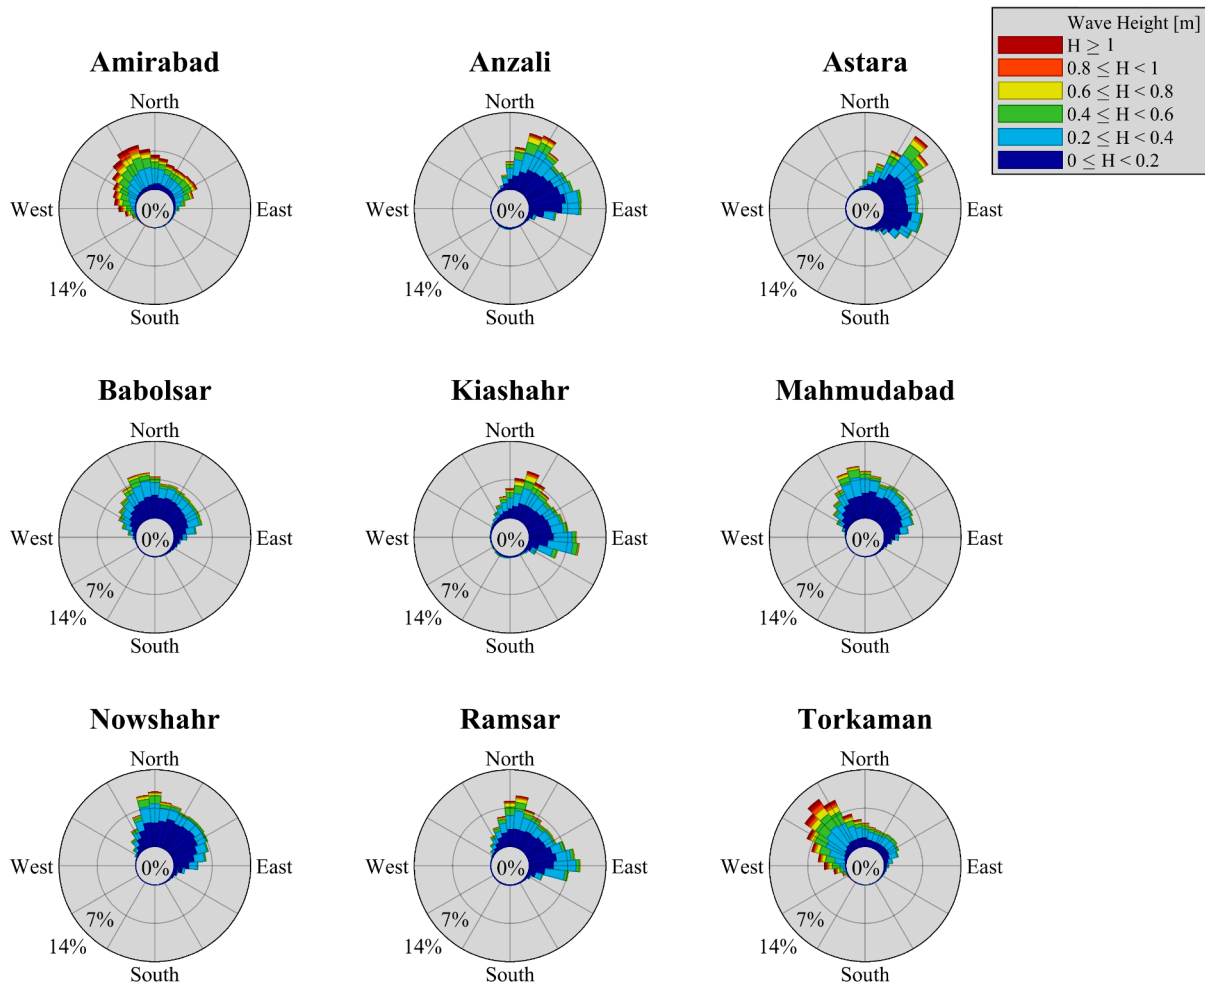 Wave Height [m]
H ≥ 1
0.8 ≤ H < 1
0.6 ≤ H < 0.8
0.4 ≤ H < 0.6
0.2 ≤ H < 0.4
0 ≤ H < 0.2
Amirabad
North
West
0%
East
7%
14%
South
Anzali
North
West
0%
East
7%
14%
South
Astara
North
West
0%
East
7%
14%
South
Babolsar
North
West
0%
East
7%
14%
South
Kiashahr
North
West
0%
East
7%
14%
South
Mahmudabad
North
West
0%
East
7%
14%
South
Nowshahr
North
West
0%
East
7%
14%
South
Ramsar
North
West
0%
East
7%
14%
South
Torkaman
North
West
0%
East
7%
14%
South